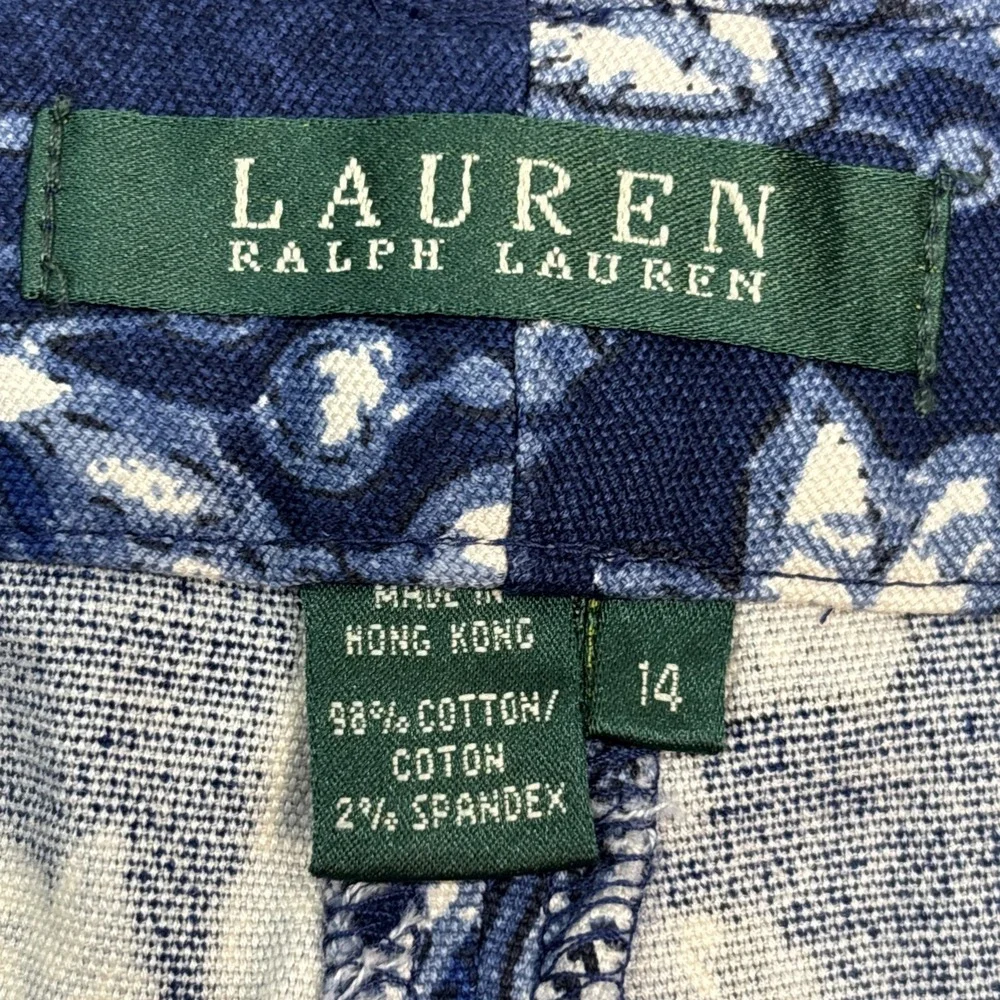 LAUREN
RALPH LAUREN
MADE IN
HONG KONG
98% COTTON/
COTON
2% SPANDEX
14